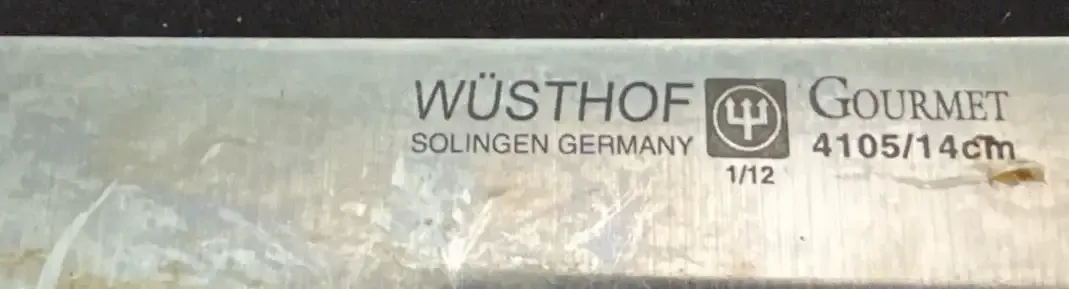 WÜSTHOF
SOLINGEN GERMANY
1/12
GOURMET
4105/14cm